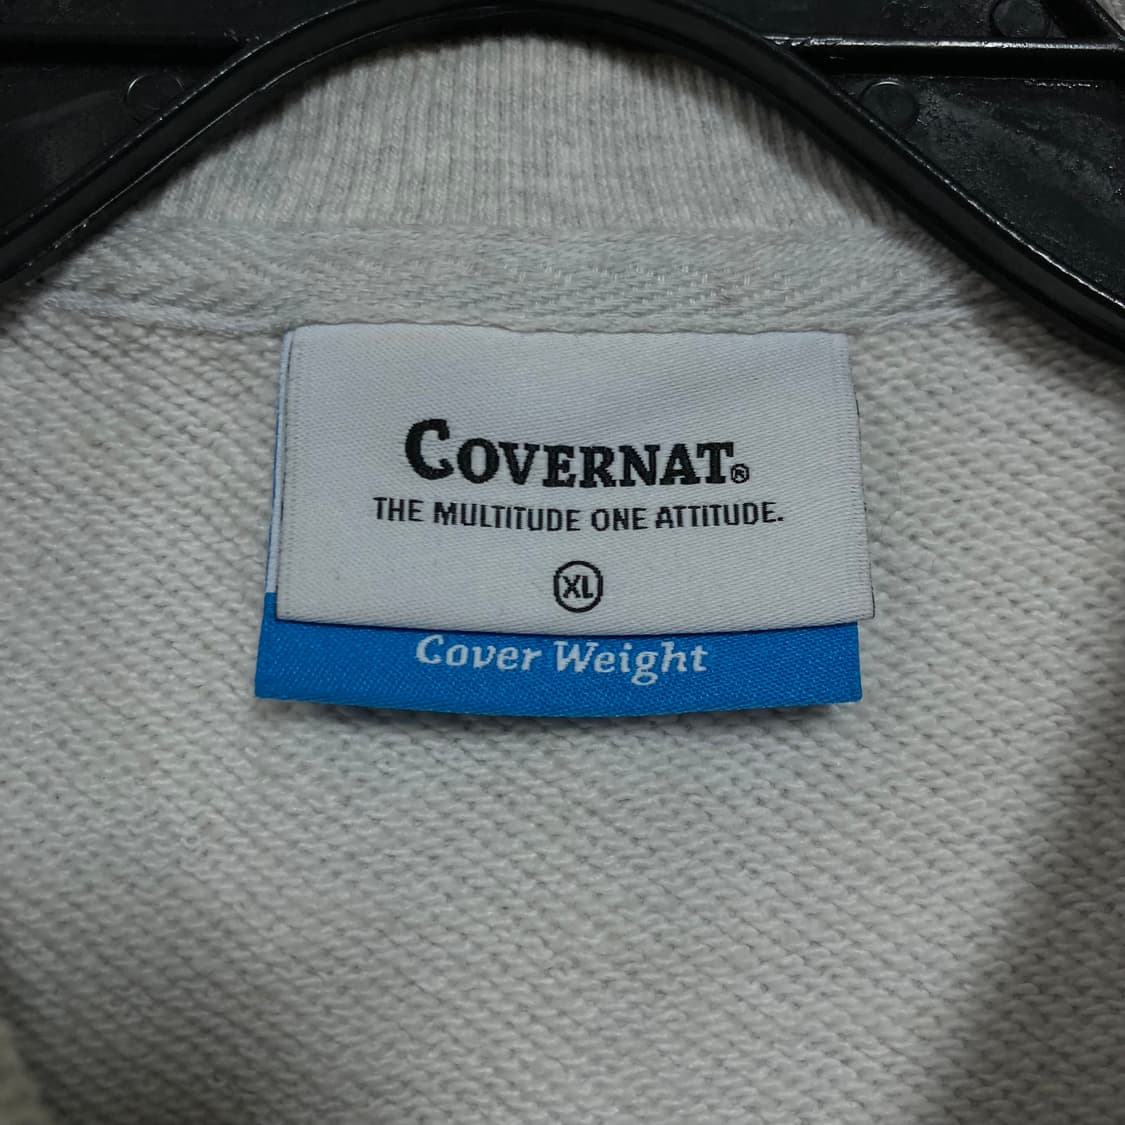 COVERNAT®
THE MULTITUDE ONE ATTITUDE.
XL
Cover Weight